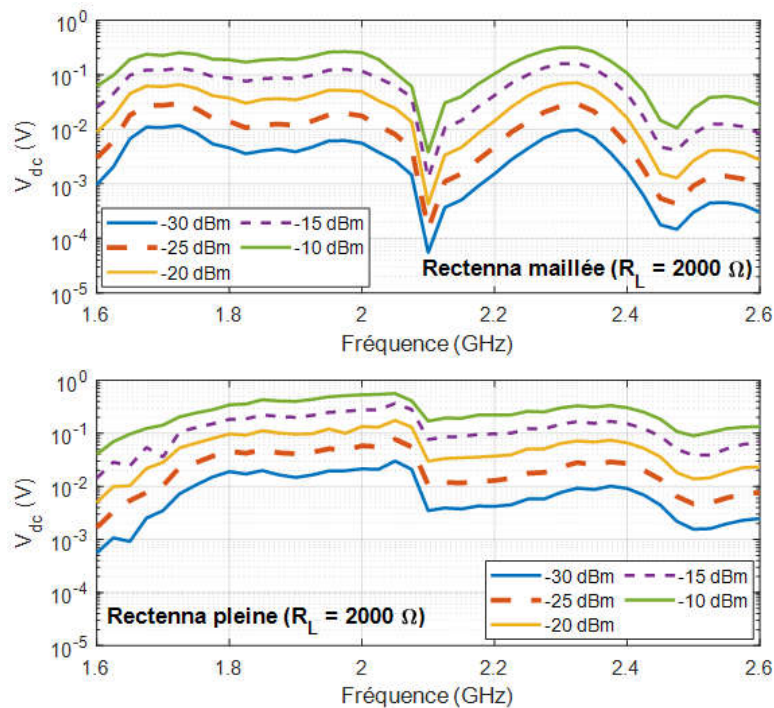 10^0
10^-1
10^-2
10^-3
10^-4
10^-5
V_dc (V)
-30 dBm
-15 dBm
-25 dBm
-10 dBm
-20 dBm
Rectenna maillée (R_L = 2000 Ω)
1.6 1.8 2 2.2 2.4 2.6
Fréquence (GHz)
10^0
10^-1
10^-2
10^-3
10^-4
10^-5
V_dc (V)
-30 dBm
-15 dBm
-25 dBm
-10 dBm
-20 dBm
Rectenna pleine (R_L = 2000 Ω)
1.6 1.8 2 2.2 2.4 2.6
Fréquence (GHz)